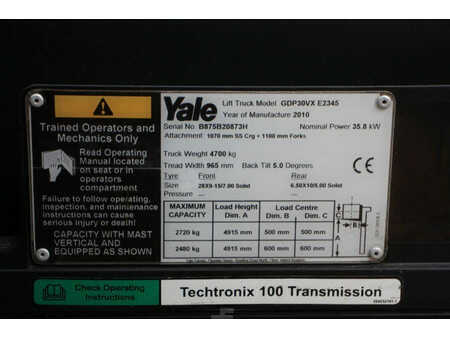 Trained Operators and
Mechanics Only
Read Operating
Manual located
on seat or in
operators
compartment
Failure to follow operating,
inspection, and maintenance
instructions can cause
serious injury or death!
CAPACITY WITH MAST
VERTICAL AND
EQUIPPED AS SHOWN
Yale
Lift Truck Model GDP30VX E2345
Year of Manufacture 2010
Serial No. B875B20873H Nominal Power 35.8 kW
Attachment 1070 mm SS Crg + 1100 mm Forks
Truck Weight 4700 kg
Tread Width 965 mm Back Tilt 5.0 Degrees
Tyre Front Rear
Size 28X9-15/7.00 Solid 6.50X10/5.00 Solid
Pressure --- ---
CE
MAXIMUM CAPACITY Load Height Dim. A Load Centre Dim. B Dim. C
2720 kg 4915 mm 500 mm 500 mm
2480 kg 4915 mm 600 mm 600 mm
C
B
A
Check Operating
Instructions
Techtronix 100 Transmission